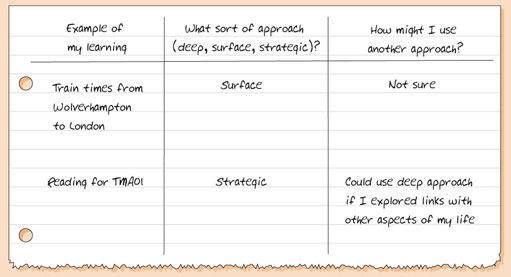 Example of my learning
What sort of approach (deep, surface, strategic)?
How might I use another approach?
Train times from Wolverhampton to London
Surface
Not sure
Reading for TMA01
Strategic
Could use deep approach if I explored links with other aspects of my life